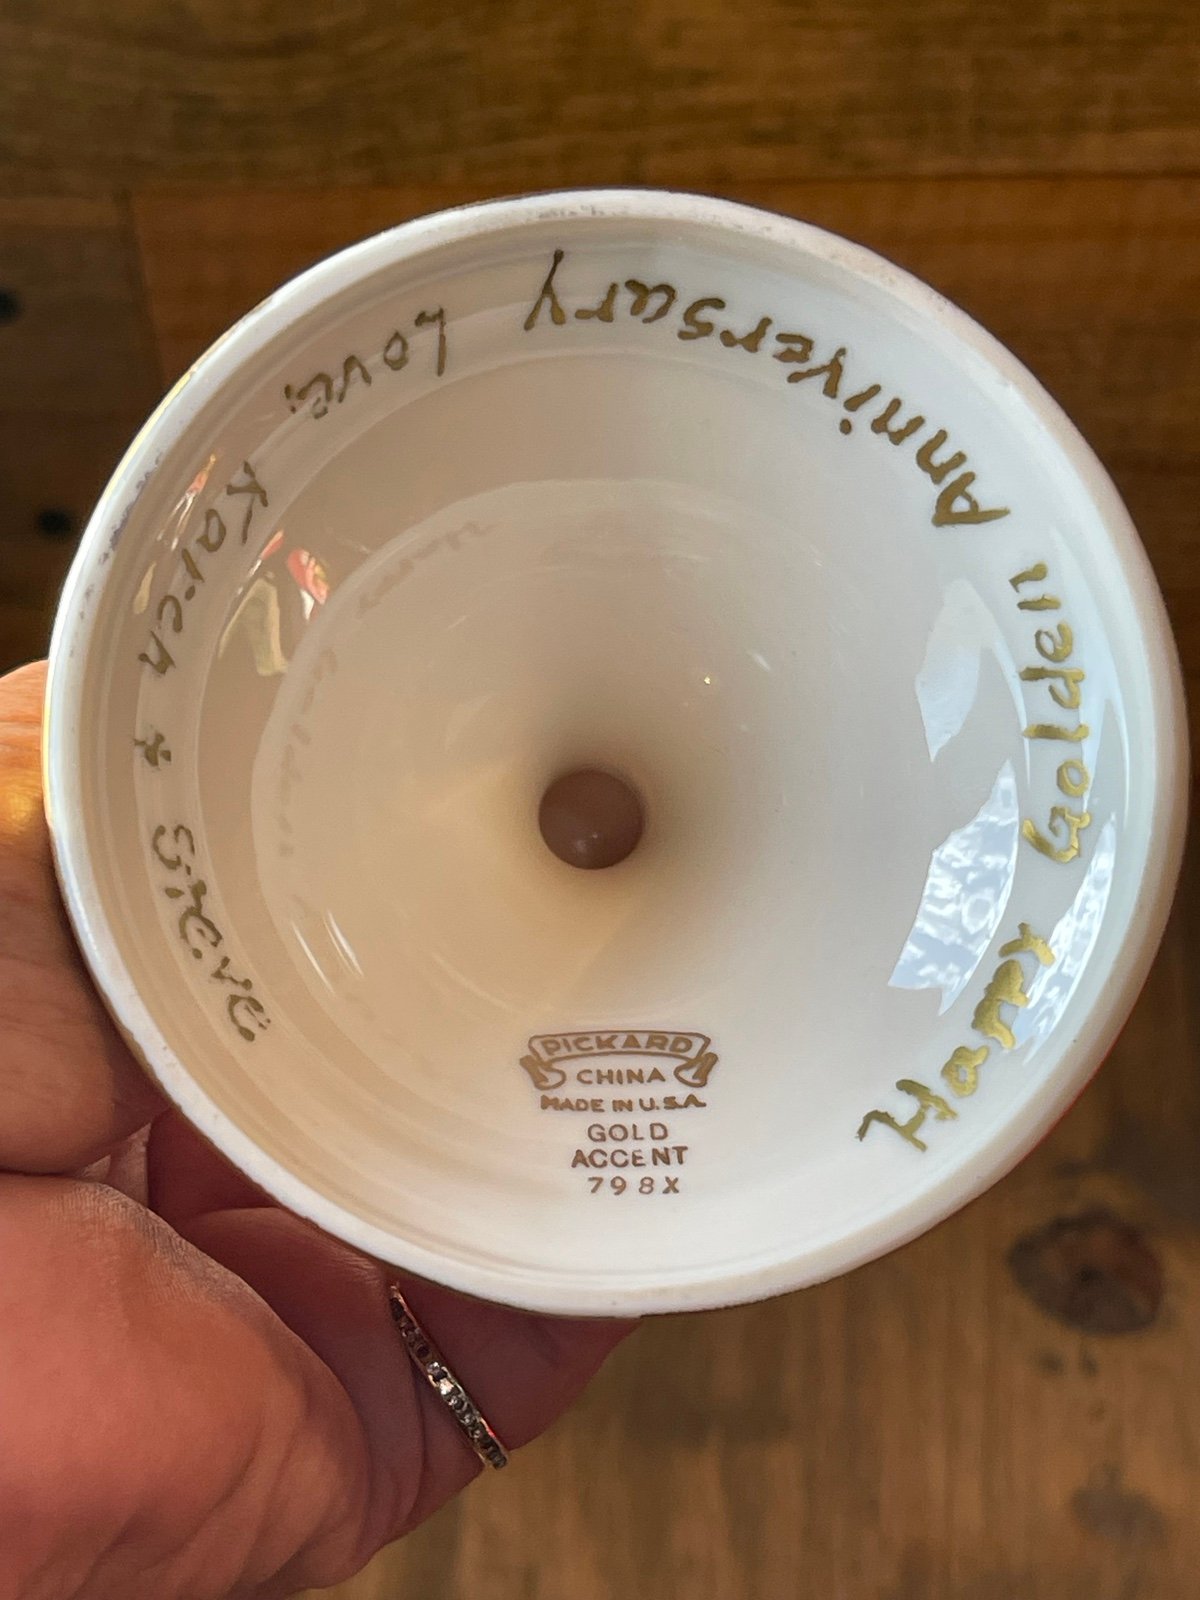 Happy Golden Anniversary Love, Karen & Steve
PICKARD
CHINA
MADE IN U.S.A.
GOLD
ACCENT
798X